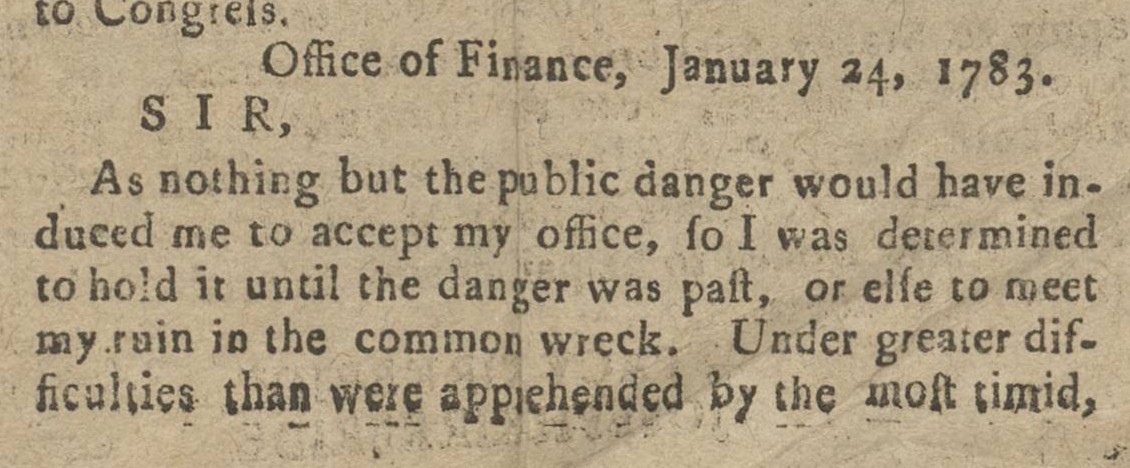 to Congreſs.
Office of Finance, January 24, 1783.
S I R,
As nothing but the public danger would have in-
duced me to accept my office, ſo I was determined
to hold it until the danger was paſt, or elſe to meet
my ruin in the common wreck. Under greater dif-
ficulties than were apprehended by the moſt timid,